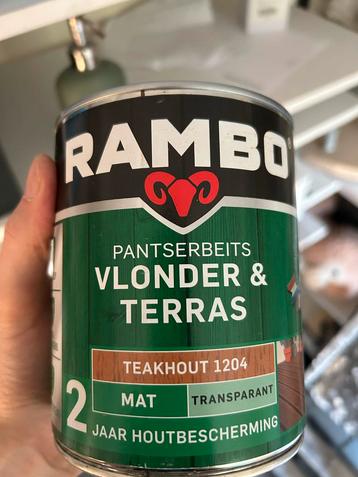 RAMBO
PANTSERBEITS
VLONDER &
TERRAS
TEAKHOUT 1204
MAT TRANSPARANT
2 JAAR HOUTBESCHERMING